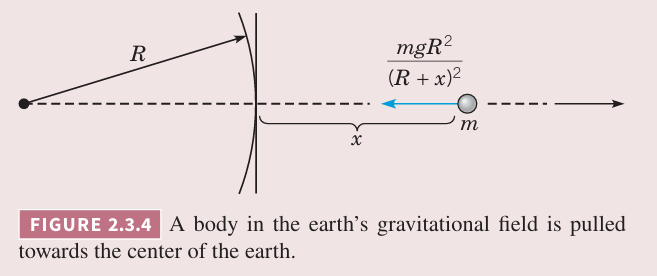 R
mgR²
(R + x)²
m
x
FIGURE 2.3.4 A body in the earth's gravitational field is pulled
towards the center of the earth.